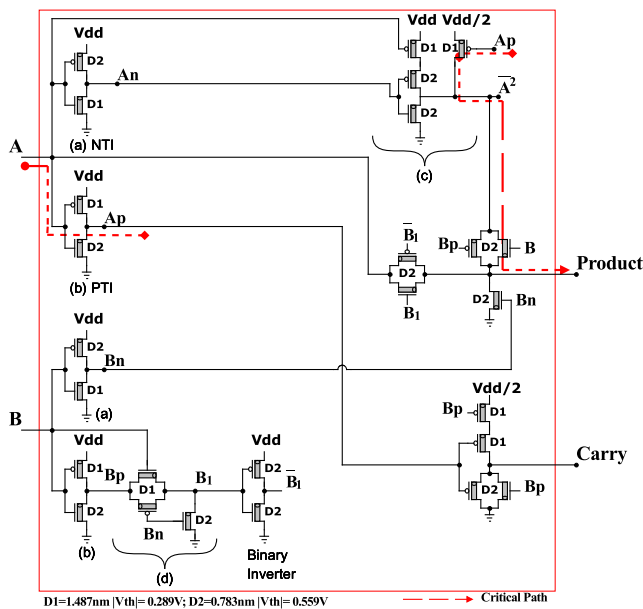 Vdd
Vdd/2
D1
D1
Ap
Vdd
D2
An
D2
A̅²
D1
D2
(a) NTI
A
(c)
Vdd
D1
Ap
B̅₁
Bp
D2
B
D2
D2
Product
(b) PTI
B₁
D2
Bn
Vdd
D2
Bn
D1
Vdd/2
Bp
D1
(a)
B
Vdd
Vdd
D1
Carry
D1
Bp
B₁
D2
B̅₁
D1
D2
Bp
D2
Bn
D2
D2
(b)
(d)
Binary
Inverter
D1=1.487nm |Vth|= 0.289V; D2=0.783nm |Vth|= 0.559V
Critical Path